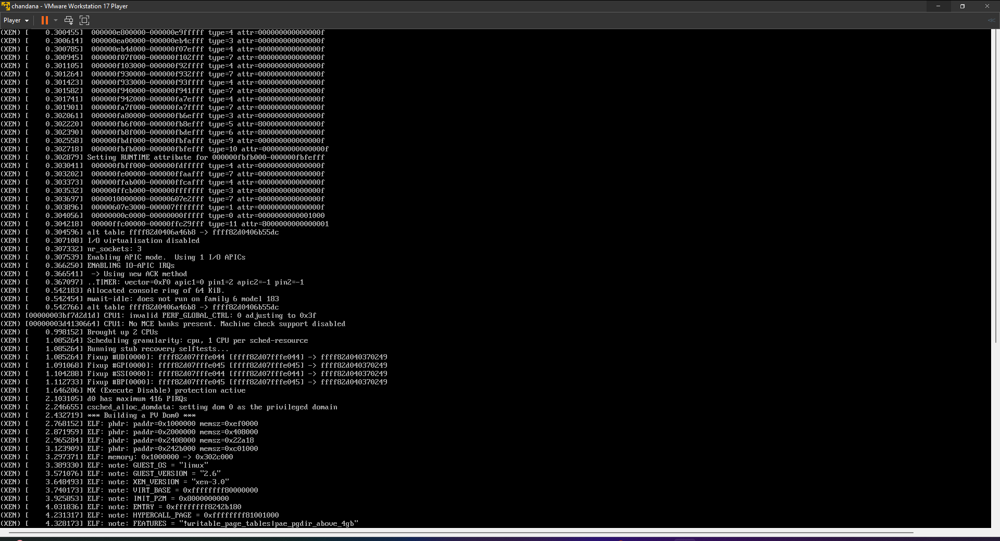 chandana - VMware Workstation 17 Player
Player
(XEN) [    0.300455]  000000e800000-000000e9fffff type=4 attr=000000000000000f
(XEN) [    0.300614]  000000ea00000-000000eb4cfff type=3 attr=000000000000000f
(XEN) [    0.300785]  000000eb4d000-000000f07efff type=4 attr=000000000000000f
(XEN) [    0.300945]  000000f07f000-000000f102fff type=7 attr=000000000000000f
(XEN) [    0.301105]  000000f103000-000000f92ffff type=4 attr=000000000000000f
(XEN) [    0.301264]  000000f930000-000000f932fff type=7 attr=000000000000000f
(XEN) [    0.301423]  000000f933000-000000f93ffff type=4 attr=000000000000000f
(XEN) [    0.301582]  000000f940000-000000f941fff type=7 attr=000000000000000f
(XEN) [    0.301741]  000000f942000-000000fa7efff type=4 attr=000000000000000f
(XEN) [    0.301901]  000000fa7f000-000000fa7ffff type=7 attr=000000000000000f
(XEN) [    0.302061]  000000fa80000-000000fb6efff type=3 attr=000000000000000f
(XEN) [    0.302220]  000000fb6f000-000000fb8efff type=5 attr=800000000000000f
(XEN) [    0.302390]  000000fb8f000-000000fbdefff type=6 attr=800000000000000f
(XEN) [    0.302558]  000000fbdf000-000000fbfafff type=9 attr=000000000000000f
(XEN) [    0.302718]  000000fbfb000-000000fbfefff type=10 attr=000000000000000f
(XEN) [    0.302879] Setting RUNTIME attribute for 000000fbfb000-000000fbfefff
(XEN) [    0.303041]  000000fbff000-000000fdfffff type=4 attr=000000000000000f
(XEN) [    0.303202]  000000fe00000-000000ffaafff type=7 attr=000000000000000f
(XEN) [    0.303373]  000000ffab000-000000ffcafff type=4 attr=000000000000000f
(XEN) [    0.303532]  000000ffcb000-000000fffffff type=3 attr=000000000000000f
(XEN) [    0.303697]  0000010000000-00000607e2fff type=7 attr=000000000000000f
(XEN) [    0.303896]  00000607e3000-000007fffffff type=1 attr=000000000000000f
(XEN) [    0.304056]  00000000c0000-00000000fffff type=0 attr=0000000000001000
(XEN) [    0.304218]  00000ffc00000-00000ffc29fff type=11 attr=8000000000000001
(XEN) [    0.304596] alt table ffff82d0406a46b8 -> ffff82d0406b55dc
(XEN) [    0.307108] I/O virtualisation disabled
(XEN) [    0.307332] nr_sockets: 3
(XEN) [    0.307539] Enabling APIC mode.  Using 1 I/O APICs
(XEN) [    0.366250] ENABLING IO-APIC IRQs
(XEN) [    0.366541]  -> Using new ACK method
(XEN) [    0.367097] ..TIMER: vector=0xF0 apic1=0 pin1=2 apic2=-1 pin2=-1
(XEN) [    0.542183] Allocated console ring of 64 KiB.
(XEN) [    0.542454] mwait-idle: does not run on family 6 model 183
(XEN) [    0.542766] alt table ffff82d0406a46b8 -> ffff82d0406b55dc
(XEN) [00000003bf7d2d1d] CPU1: invalid PERF_GLOBAL_CTRL: 0 adjusting to 0x3f
(XEN) [00000003d4130664] CPU1: No MCE banks present. Machine check support disabled
(XEN) [    0.998152] Brought up 2 CPUs
(XEN) [    1.085264] Scheduling granularity: cpu, 1 CPU per sched-resource
(XEN) [    1.085264] Running stub recovery selftests...
(XEN) [    1.085264] Fixup #UD[0000]: ffff82d07fffe044 [ffff82d07fffe044] -> ffff82d040370249
(XEN) [    1.091068] Fixup #GP[0000]: ffff82d07fffe045 [ffff82d07fffe045] -> ffff82d040370249
(XEN) [    1.104288] Fixup #SS[0000]: ffff82d07fffe044 [ffff82d07fffe044] -> ffff82d040370249
(XEN) [    1.112733] Fixup #BP[0000]: ffff82d07fffe045 [ffff82d07fffe045] -> ffff82d040370249
(XEN) [    1.646206] NX (Execute Disable) protection active
(XEN) [    2.103105] d0 has maximum 416 PIRQs
(XEN) [    2.246655] csched_alloc_domdata: setting dom 0 as the privileged domain
(XEN) [    2.432719] *** Building a PV Dom0 ***
(XEN) [    2.768152] ELF: phdr: paddr=0x1000000 memsz=0xef0000
(XEN) [    2.871959] ELF: phdr: paddr=0x2000000 memsz=0x408000
(XEN) [    2.965284] ELF: phdr: paddr=0x2408000 memsz=0x22a18
(XEN) [    3.123909] ELF: phdr: paddr=0x242b000 memsz=0xc01000
(XEN) [    3.297371] ELF: memory: 0x1000000 -> 0x302c000
(XEN) [    3.389330] ELF: note: GUEST_OS = "linux"
(XEN) [    3.571076] ELF: note: GUEST_VERSION = "2.6"
(XEN) [    3.648493] ELF: note: XEN_VERSION = "xen-3.0"
(XEN) [    3.740173] ELF: note: VIRT_BASE = 0xffffffff80000000
(XEN) [    3.925853] ELF: note: INIT_P2M = 0x8000000000
(XEN) [    4.031836] ELF: note: ENTRY = 0xffffffff8242b180
(XEN) [    4.231317] ELF: note: HYPERCALL_PAGE = 0xffffffff81001000
(XEN) [    4.328173] ELF: note: FEATURES = "!writable_page_tables|pae_pgdir_above_4gb"